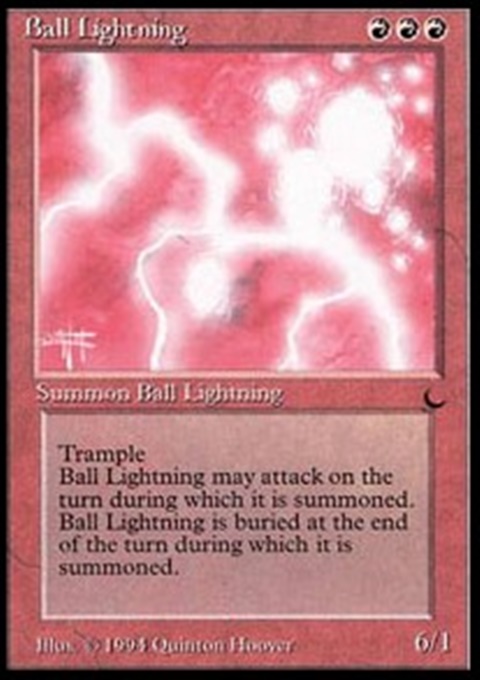 Ball Lightning
Summon Ball Lightning
Trample
Ball Lightning may attack on the
turn during which it is summoned.
Ball Lightning is buried at the end
of the turn during which it is
summoned.
Illus. © 1994 Quinton Hoover
6/1